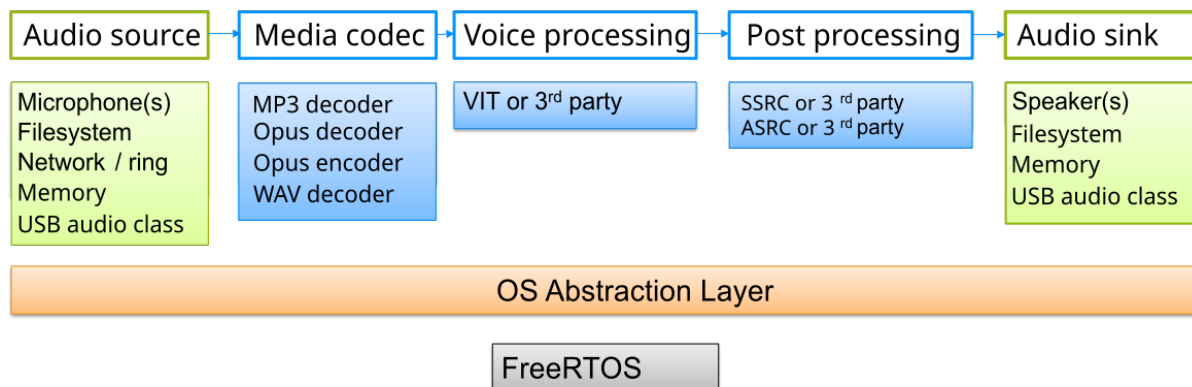 Audio source
Media codec
Voice processing
Post processing
Audio sink
Microphone(s)
Filesystem
Network / ring
Memory
USB audio class
MP3 decoder
Opus decoder
Opus encoder
WAV decoder
VIT or 3rd party
SSRC or 3 rd party
ASRC or 3 rd party
Speaker(s)
Filesystem
Memory
USB audio class
OS Abstraction Layer
FreeRTOS